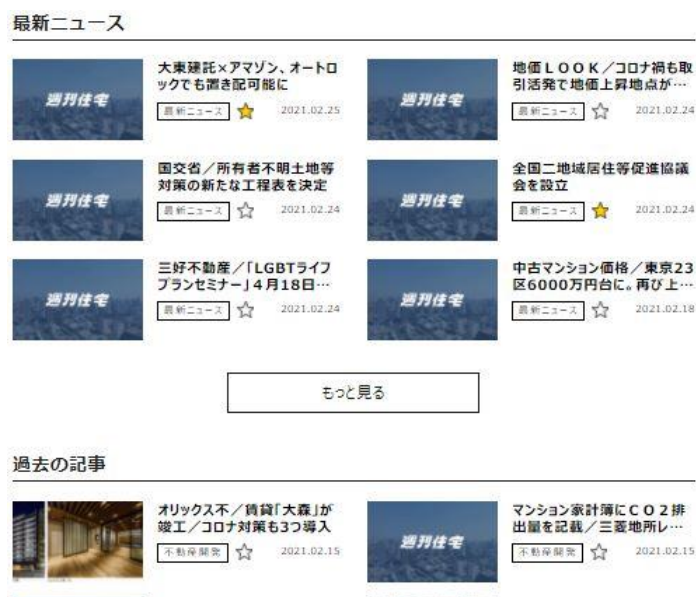 最新ニュース
週刊住宅
大東建託×アマゾン、オートロ
ックでも置き配可能に
最新ニュース
2021.02.25
週刊住宅
地価LOOK/コロナ禍も取
引活発で地価上昇地点が…
最新ニュース
2021.02.24
週刊住宅
国交省/所有者不明土地等
対策の新たな工程表を決定
最新ニュース
2021.02.24
週刊住宅
全国二地域居住等促進協議
会を設立
最新ニュース
2021.02.24
週刊住宅
三好不動産/「LGBTライフ
プランセミナー」4月18日…
最新ニュース
2021.02.24
週刊住宅
中古マンション価格/東京23
区6000万円台に。再び上…
最新ニュース
2021.02.18
もっと見る
過去の記事
オリックス不/賃貸「大森」が
竣工/コロナ対策も3つ導入
不動産開発
2021.02.15
週刊住宅
マンション家計簿にCO2排
出量を記載/三菱地所レ…
不動産開発
2021.02.15